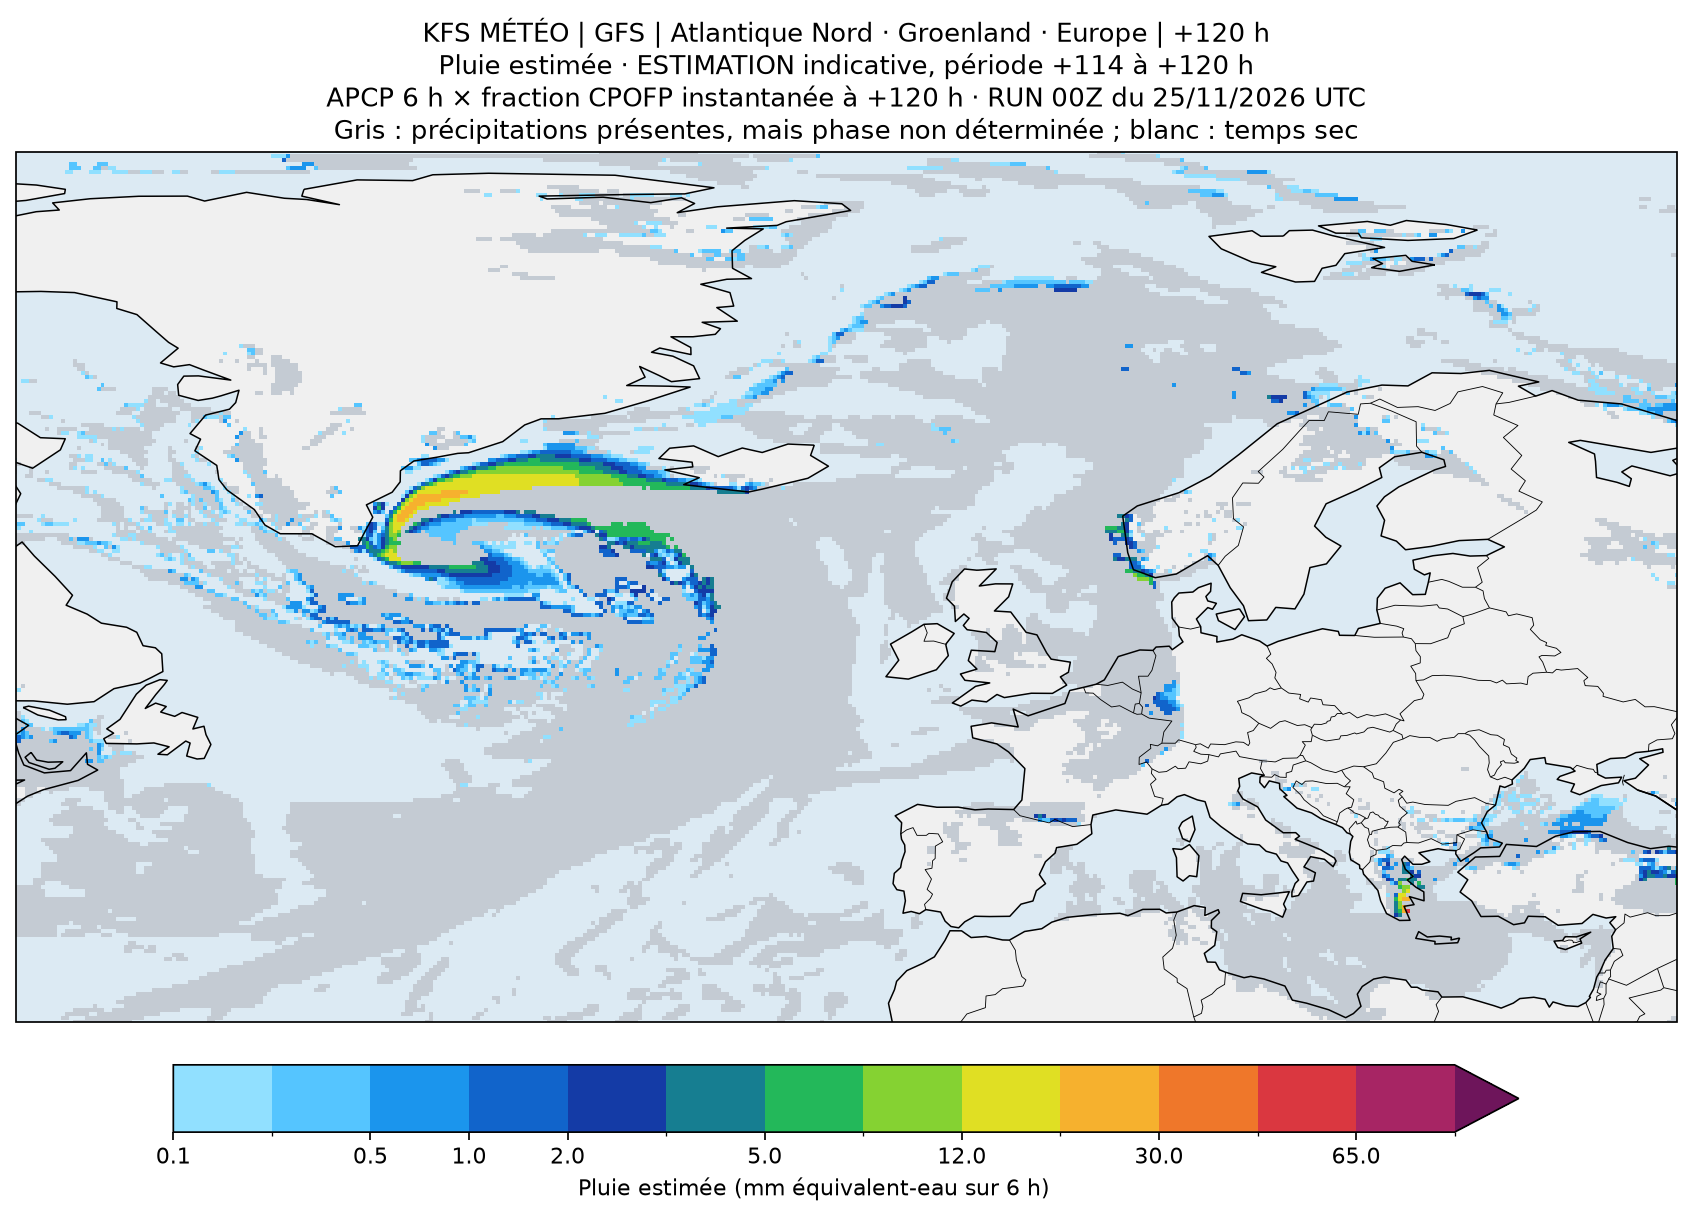 KFS MÉTÉO | GFS | Atlantique Nord · Groenland · Europe | +120 h
Pluie estimée · ESTIMATION indicative, période +114 à +120 h
APCP 6 h × fraction CPOFP instantanée à +120 h · RUN 00Z du 25/11/2026 UTC
Gris : précipitations présentes, mais phase non déterminée ; blanc : temps sec
0.1 0.5 1.0 2.0 5.0 12.0 30.0 65.0
Pluie estimée (mm équivalent-eau sur 6 h)